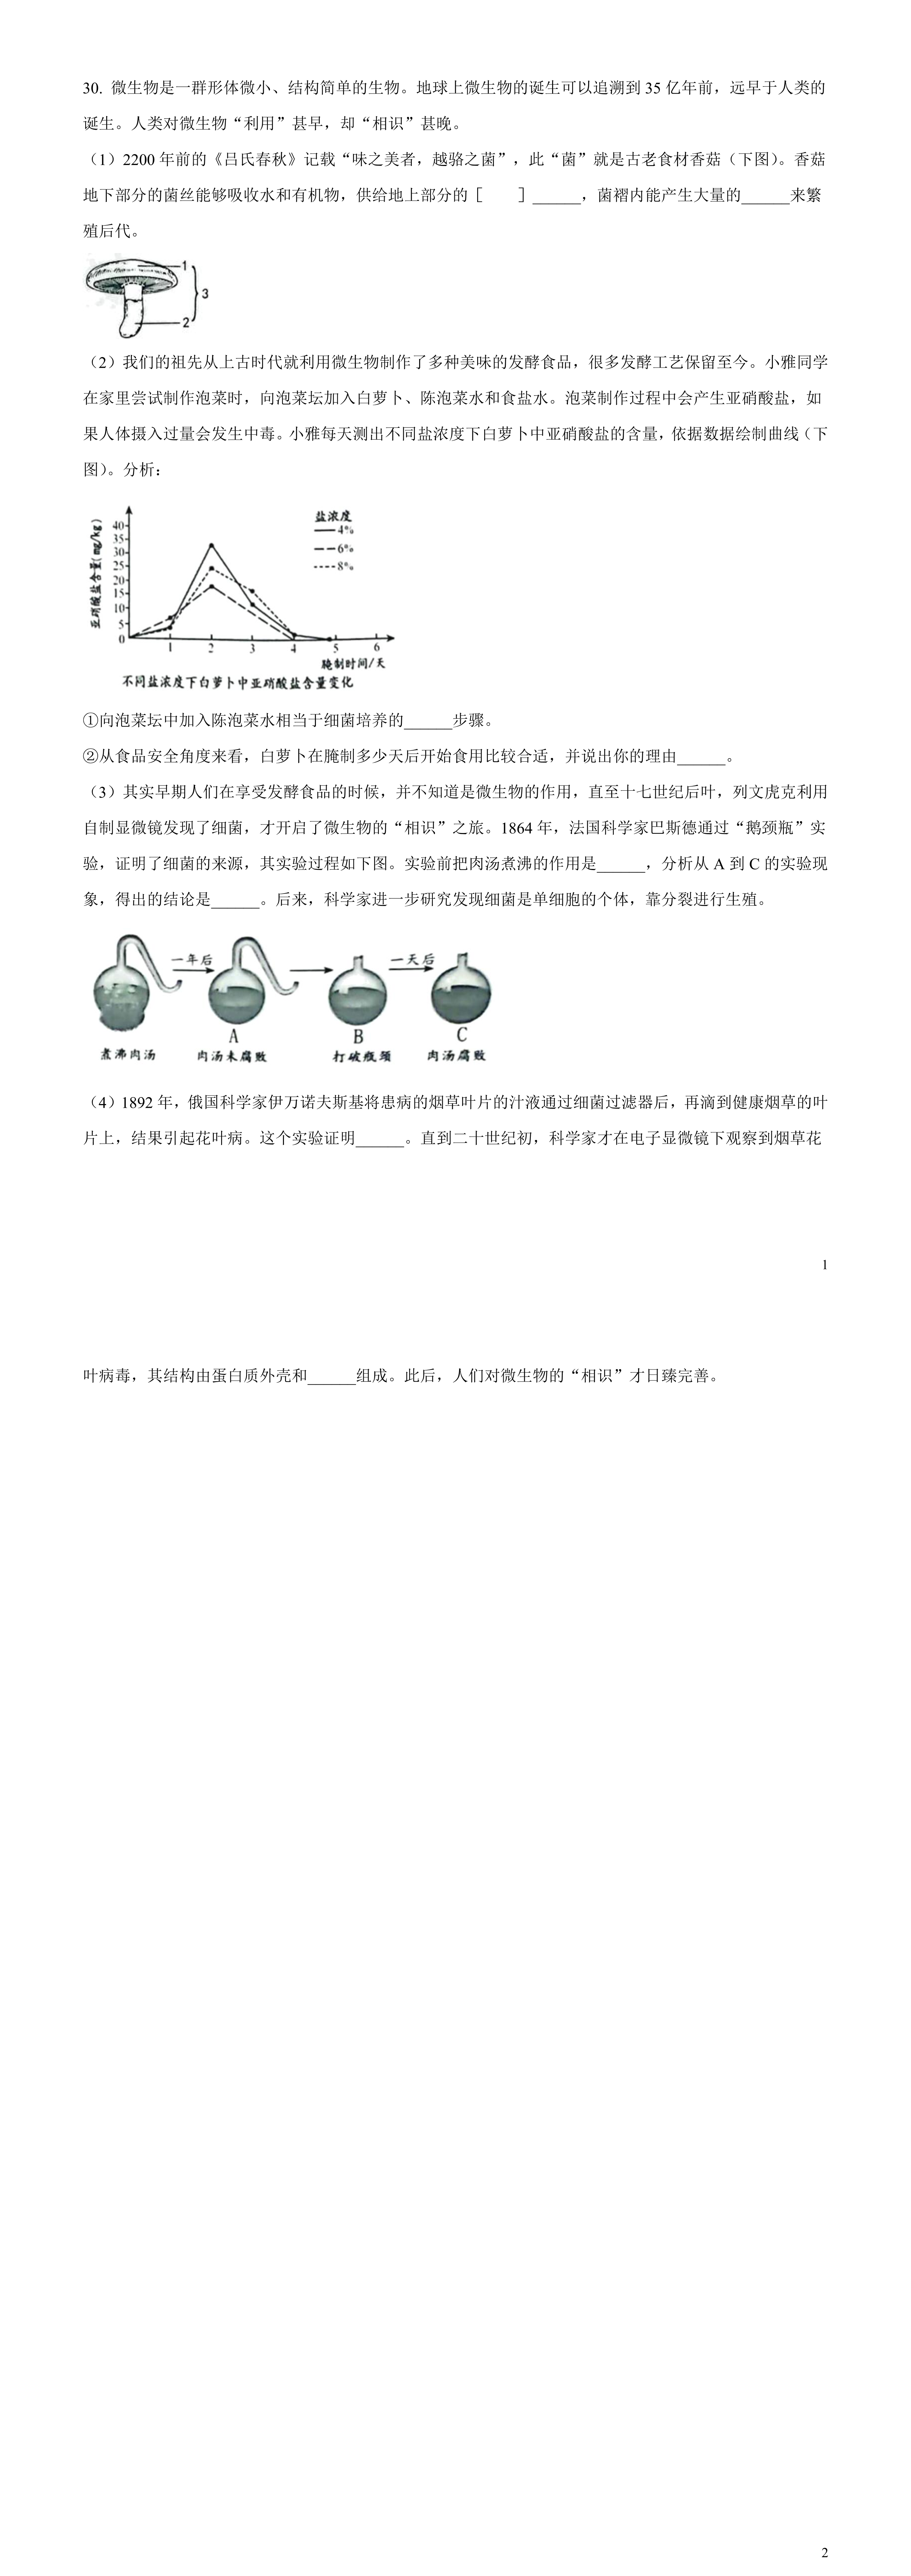 30. 微生物是一群形体微小、结构简单的生物。地球上微生物的诞生可以追溯到 35 亿年前，远早于人类的
诞生。人类对微生物“利用”甚早，却“相识”甚晚。
（1）2200 年前的《吕氏春秋》记载“味之美者，越骆之菌”，此“菌”就是古老食材香菇（下图）。香菇
地下部分的菌丝能够吸收水和有机物，供给地上部分的［　　］______，菌褶内能产生大量的______来繁
殖后代。
1
3
2
（2）我们的祖先从上古时代就利用微生物制作了多种美味的发酵食品，很多发酵工艺保留至今。小雅同学
在家里尝试制作泡菜时，向泡菜坛加入白萝卜、陈泡菜水和食盐水。泡菜制作过程中会产生亚硝酸盐，如
果人体摄入过量会发生中毒。小雅每天测出不同盐浓度下白萝卜中亚硝酸盐的含量，依据数据绘制曲线（下
图）。分析：
亚硝酸盐含量(mg/kg)
40
35
30
25
20
15
10
5
0
盐浓度
4%
6%
8%
1 2 3 4 5 6
腌制时间/天
不同盐浓度下白萝卜中亚硝酸盐含量变化
①向泡菜坛中加入陈泡菜水相当于细菌培养的______步骤。
②从食品安全角度来看，白萝卜在腌制多少天后开始食用比较合适，并说出你的理由______。
（3）其实早期人们在享受发酵食品的时候，并不知道是微生物的作用，直至十七世纪后叶，列文虎克利用
自制显微镜发现了细菌，才开启了微生物的“相识”之旅。1864 年，法国科学家巴斯德通过“鹅颈瓶”实
验，证明了细菌的来源，其实验过程如下图。实验前把肉汤煮沸的作用是______，分析从 A 到 C 的实验现
象，得出的结论是______。后来，科学家进一步研究发现细菌是单细胞的个体，靠分裂进行生殖。
一年后 一天后
A B C
煮沸肉汤 肉汤未腐败 打破瓶颈 肉汤腐败
（4）1892 年，俄国科学家伊万诺夫斯基将患病的烟草叶片的汁液通过细菌过滤器后，再滴到健康烟草的叶
片上，结果引起花叶病。这个实验证明______。直到二十世纪初，科学家才在电子显微镜下观察到烟草花
1
叶病毒，其结构由蛋白质外壳和______组成。此后，人们对微生物的“相识”才日臻完善。
2